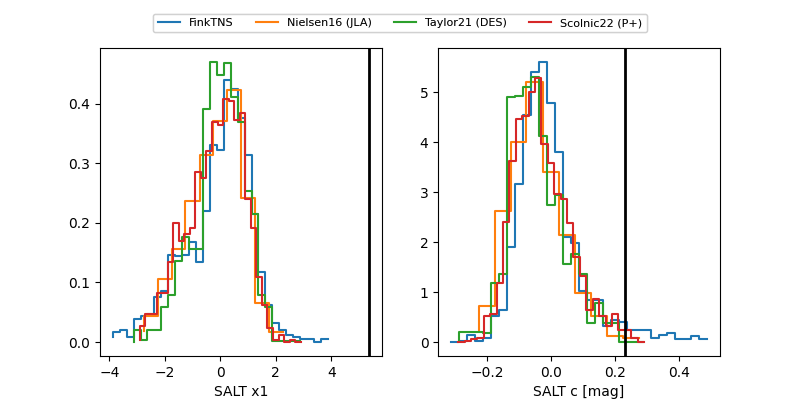 FinkTNS Nielsen16 (JLA) Taylor21 (DES) Scolnic22 (P+)
0.4
0.3
0.2
0.1
0.0
−4 −2 0 2 4
SALT x1
5
4
3
2
1
0
−0.2 0.0 0.2 0.4
SALT c [mag]